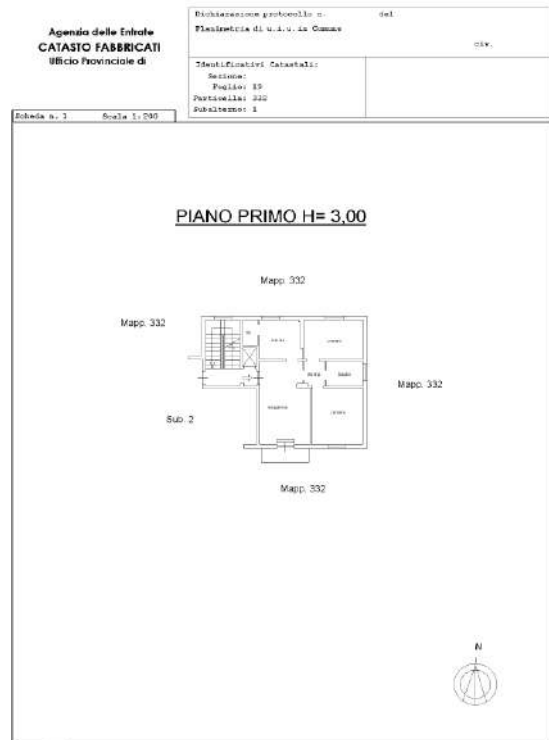 Agenzia delle Entrate
CATASTO FABBRICATI
Ufficio Provinciale di
Dichiarazione protocollo n. del
Planimetria di u.i.u. in Comune
civ.
Identificativi Catastali:
Sezione:
Foglio: 19
Particella: 332
Subalterno: 1
Scheda n. 1 Scala 1:200
PIANO PRIMO H= 3,00
Mapp. 332
Mapp. 332
Mapp. 332
Sub. 2
Mapp. 332
N